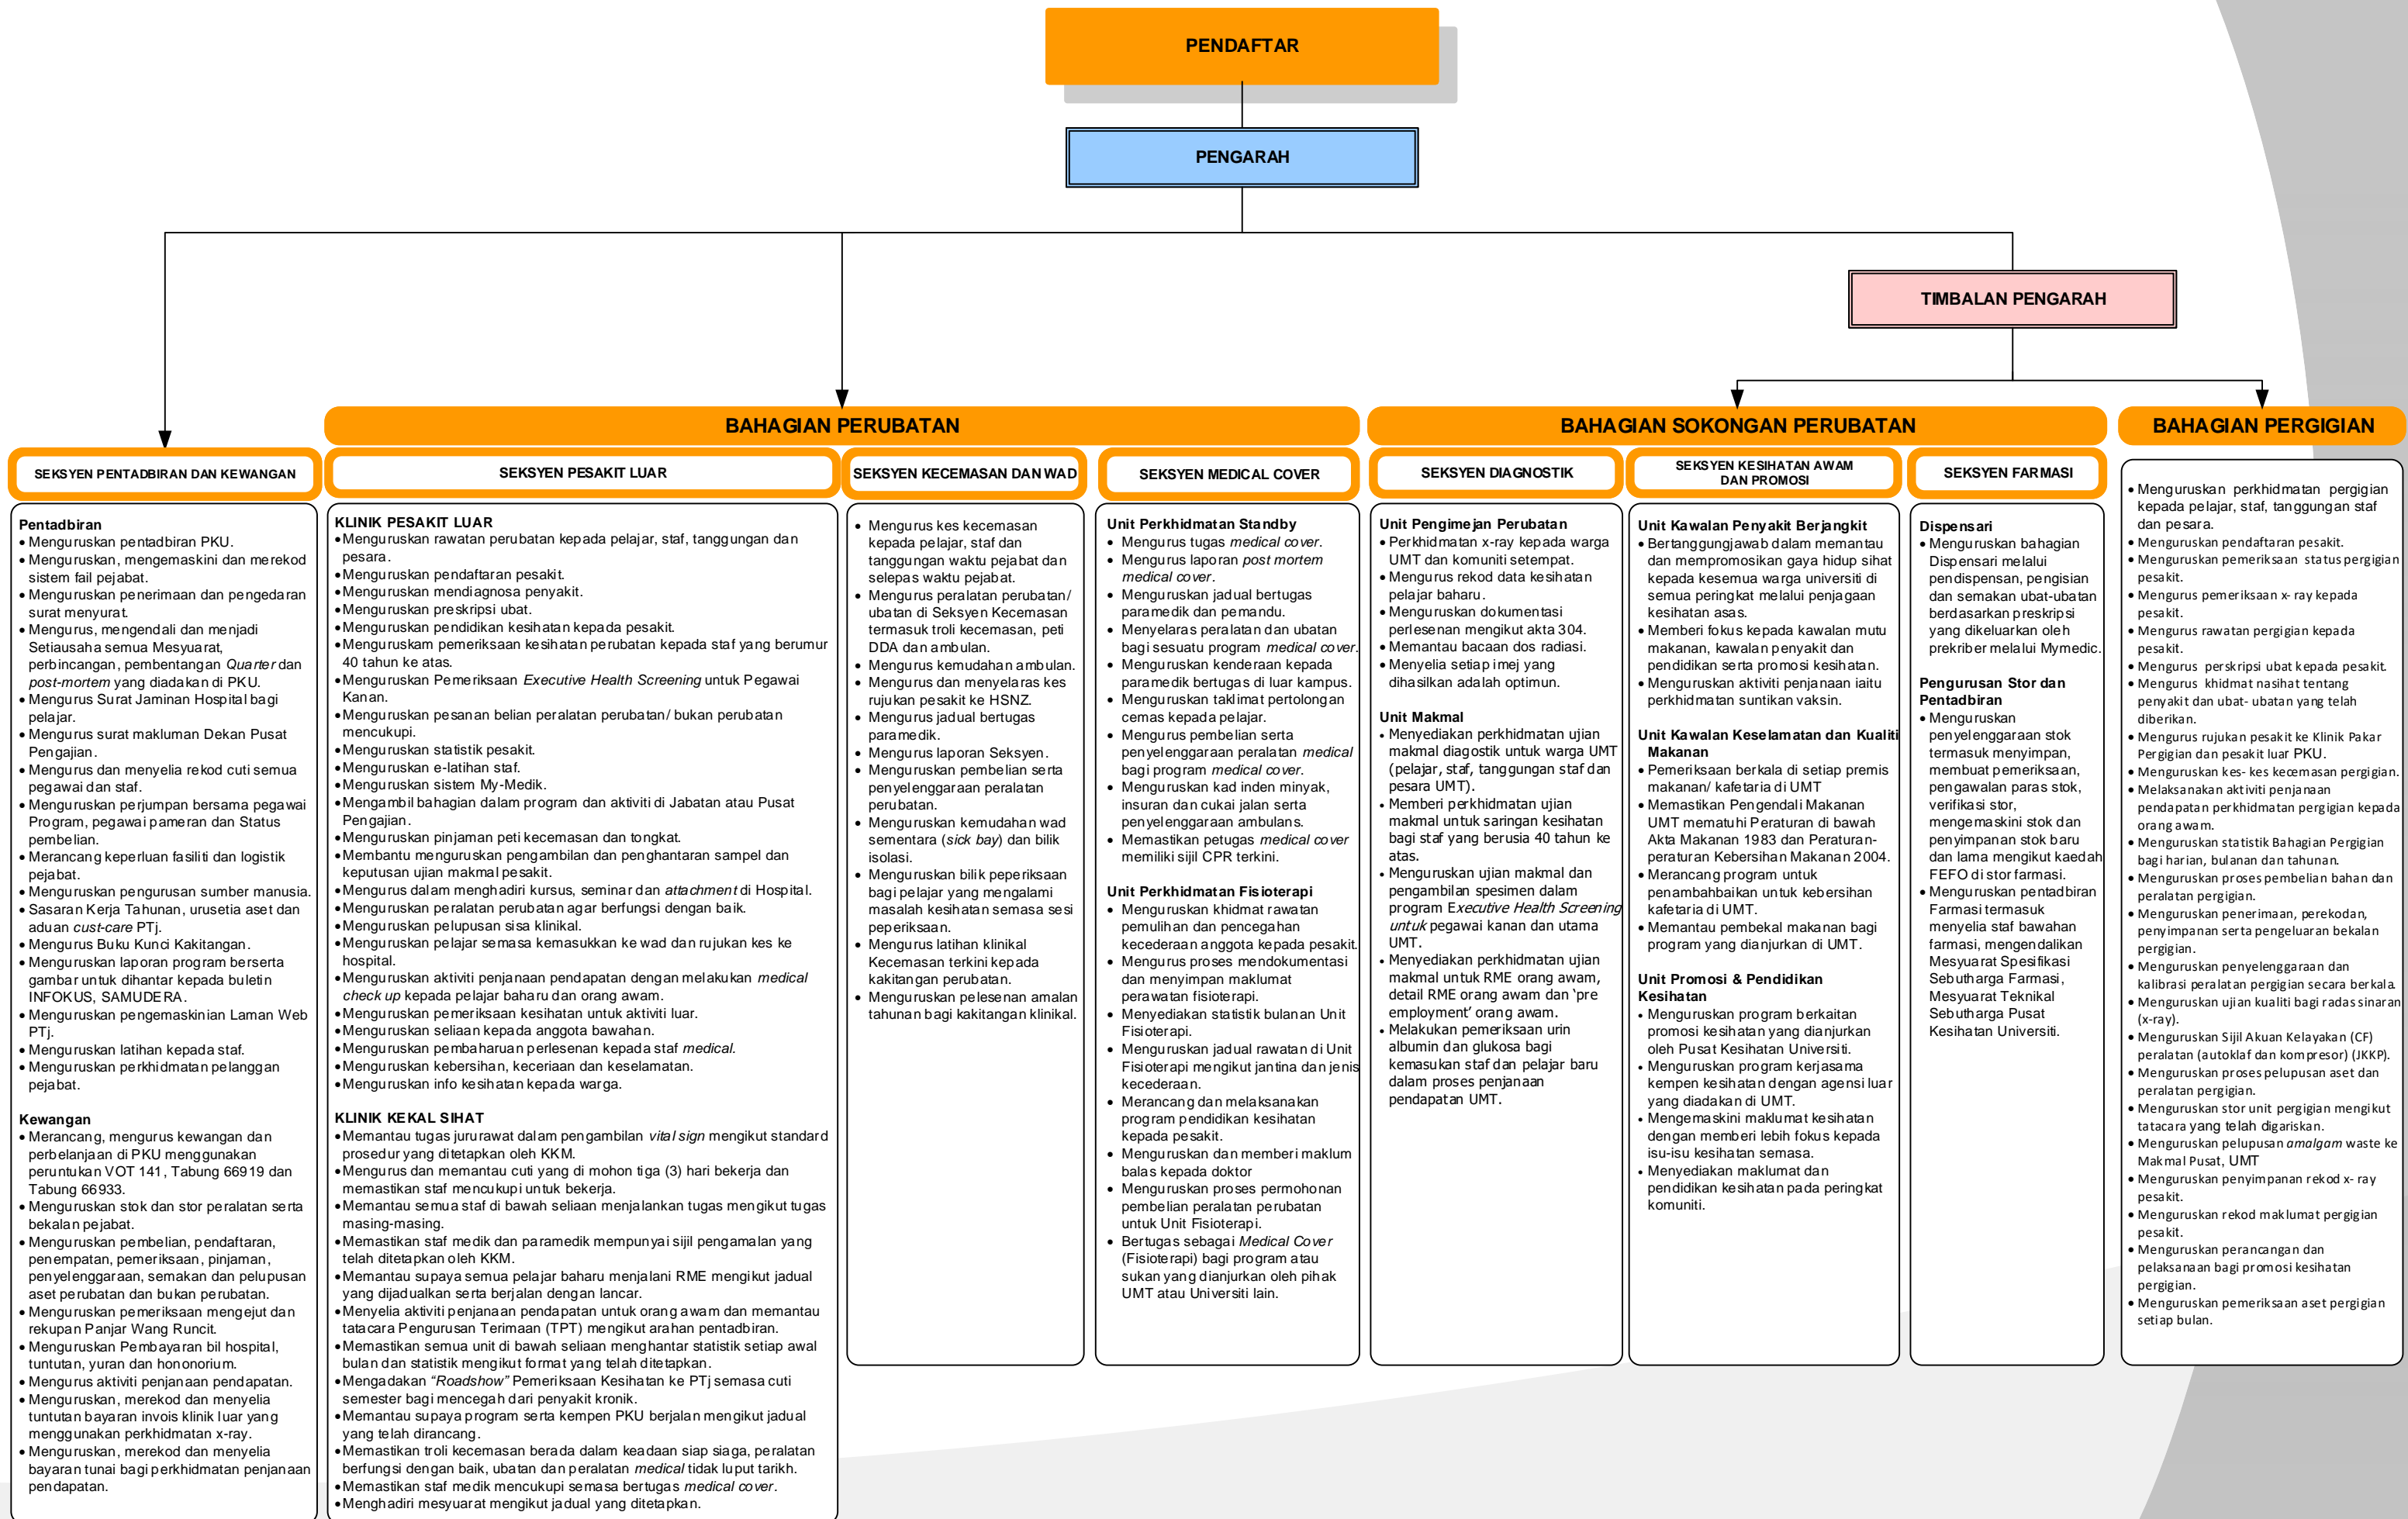 PENDAFTAR
PENGARAH
TIMBALAN PENGARAH
BAHAGIAN PERUBATAN
BAHAGIAN SOKONGAN PERUBATAN
BAHAGIAN PERGIGIAN
SEKSYEN PENTADBIRAN DAN KEWANGAN
Pentadbiran
• Menguruskan pentadbiran PKU.
• Menguruskan, mengemaskini dan merekod
sistem fail pejabat.
• Menguruskan penerimaan dan pengedaran
surat menyurat.
• Mengurus, mengendali dan menjadi
Setiausaha semua Mesyuarat,
perbincangan, pembentangan Quarter dan
post-mortem yang diadakan di PKU.
• Mengurus Surat Jaminan Hospital bagi
pelajar.
• Mengurus surat makluman Dekan Pusat
Pengajian.
• Mengurus dan menyelia rekod cuti semua
pegawai dan staf.
• Menguruskan perjumpan bersama pegawai
Program, pegawai pameran dan Status
pembelian.
• Merancang keperluan fasiliti dan logistik
pejabat.
• Menguruskan pengurusan sumber manusia.
• Sasaran Kerja Tahunan, urusetia aset dan
aduan cust-care PTj.
• Mengurus Buku Kunci Kakitangan.
• Menguruskan laporan program berserta
gambar untuk dihantar kepada buletin
INFOKUS, SAMUDERA.
• Menguruskan pengemaskinian Laman Web
PTj.
• Menguruskan latihan kepada staf.
• Menguruskan perkhidmatan pelanggan
pejabat.
Kewangan
• Merancang, mengurus kewangan dan
perbelanjaan di PKU menggunakan
peruntukan VOT 141, Tabung 66919 dan
Tabung 66933.
• Menguruskan stok dan stor peralatan serta
bekalan pejabat.
• Menguruskan pembelian, pendaftaran,
penempatan, pemeriksaan, pinjaman,
penyelenggaraan, semakan dan pelupusan
aset perubatan dan bukan perubatan.
• Menguruskan pemeriksaan mengejut dan
rekupan Panjar Wang Runcit.
• Menguruskan Pembayaran bil hospital,
tuntutan, yuran dan hononorium.
• Mengurus aktiviti penjanaan pendapatan.
• Menguruskan, merekod dan menyelia
tuntutan bayaran invois klinik luar yang
menggunakan perkhidmatan x-ray.
• Menguruskan, merekod dan menyelia
bayaran tunai bagi perkhidmatan penjanaan
pendapatan.
SEKSYEN PESAKIT LUAR
KLINIK PESAKIT LUAR
• Menguruskan rawatan perubatan kepada pelajar, staf, tanggungan dan
pesara.
• Menguruskan pendaftaran pesakit.
• Menguruskan mendiagnosa penyakit.
• Menguruskan preskripsi ubat.
• Menguruskan pendidikan kesihatan kepada pesakit.
• Menguruskam pemeriksaan kesihatan perubatan kepada staf yang berumur
40 tahun ke atas.
• Menguruskan Pemeriksaan Executive Health Screening untuk Pegawai
Kanan.
• Menguruskan pesanan belian peralatan perubatan/ bukan perubatan
mencukupi.
• Menguruskan statistik pesakit.
• Menguruskan e-latihan staf.
• Menguruskan sistem My-Medik.
• Mengambil bahagian dalam program dan aktiviti di Jabatan atau Pusat
Pengajian.
• Menguruskan pinjaman peti kecemasan dan tongkat.
• Membantu menguruskan pengambilan dan penghantaran sampel dan
keputusan ujian makmal pesakit.
• Mengurus dalam menghadiri kursus, seminar dan attachment di Hospital.
• Menguruskan peralatan perubatan agar berfungsi dengan baik.
• Menguruskan pelupusan sisa klinikal.
• Menguruskan pelajar semasa kemasukkan ke wad dan rujukan kes ke
hospital.
• Menguruskan aktiviti penjanaan pendapatan dengan melakukan medical
check up kepada pelajar baharu dan orang awam.
• Menguruskan pemeriksaan kesihatan untuk aktiviti luar.
• Menguruskan seliaan kepada anggota bawahan.
• Menguruskan pembaharuan perlesenan kepada staf medical.
• Menguruskan kebersihan, keceriaan dan keselamatan.
• Menguruskan info kesihatan kepada warga.
KLINIK KEKAL SIHAT
• Memantau tugas jururawat dalam pengambilan vital sign mengikut standard
prosedur yang ditetapkan oleh KKM.
• Mengurus dan memantau cuti yang di mohon tiga (3) hari bekerja dan
memastikan staf mencukupi untuk bekerja.
• Memantau semua staf di bawah seliaan menjalankan tugas mengikut tugas
masing-masing.
• Memastikan staf medik dan paramedik mempunyai sijil pengamalan yang
telah ditetapkan oleh KKM.
• Memantau supaya semua pelajar baharu menjalani RME mengikut jadual
yang dijadualkan serta berjalan dengan lancar.
• Menyelia aktiviti penjanaan pendapatan untuk orang awam dan memantau
tatacara Pengurusan Terimaan (TPT) mengikut arahan pentadbiran.
• Memastikan semua unit di bawah seliaan menghantar statistik setiap awal
bulan dan statistik mengikut format yang telah ditetapkan.
• Mengadakan "Roadshow" Pemeriksaan Kesihatan ke PTj semasa cuti
semester bagi mencegah dari penyakit kronik.
• Memantau supaya program serta kempen PKU berjalan mengikut jadual
yang telah dirancang.
• Memastikan troli kecemasan berada dalam keadaan siap siaga, peralatan
berfungsi dengan baik, ubatan dan peralatan medical tidak luput tarikh.
• Memastikan staf medik mencukupi semasa bertugas medical cover.
• Menghadiri mesyuarat mengikut jadual yang ditetapkan.
SEKSYEN KECEMASAN DAN WAD
• Mengurus kes kecemasan
kepada pelajar, staf dan
tanggungan waktu pejabat dan
selepas waktu pejabat.
• Mengurus peralatan perubatan/
ubatan di Seksyen Kecemasan
termasuk troli kecemasan, peti
DDA dan ambulan.
• Mengurus kemudahan ambulan.
• Mengurus dan menyelaras kes
rujukan pesakit ke HSNZ.
• Mengurus jadual bertugas
paramedik.
• Mengurus laporan Seksyen.
• Menguruskan pembelian serta
penyelenggaraan peralatan
perubatan.
• Menguruskan kemudahan wad
sementara (sick bay) dan bilik
isolasi.
• Menguruskan bilik peperiksaan
bagi pelajar yang mengalami
masalah kesihatan semasa sesi
peperiksaan.
• Mengurus latihan klinikal
Kecemasan terkini kepada
kakitangan perubatan.
• Menguruskan pelesenan amalan
tahunan bagi kakitangan klinikal.
SEKSYEN MEDICAL COVER
Unit Perkhidmatan Standby
• Mengurus tugas medical cover.
• Mengurus laporan post mortem
medical cover.
• Menguruskan jadual bertugas
paramedik dan pemandu.
• Menyelaras peralatan dan ubatan
bagi sesuatu program medical cover.
• Menguruskan kenderaan kepada
paramedik bertugas di luar kampus.
• Menguruskan taklimat pertolongan
cemas kepada pelajar.
• Mengurus pembelian serta
penyelenggaraan peralatan medical
bagi program medical cover.
• Menguruskan kad inden minyak,
insuran dan cukai jalan serta
penyelenggaraan ambulans.
• Memastikan petugas medical cover
memiliki sijil CPR terkini.
Unit Perkhidmatan Fisioterapi
• Menguruskan khidmat rawatan
pemulihan dan pencegahan
kecederaan anggota kepada pesakit.
• Mengurus proses mendokumentasi
dan menyimpan maklumat
perawatan fisioterapi.
• Menyediakan statistik bulanan Unit
Fisioterapi.
• Menguruskan jadual rawatan di Unit
Fisioterapi mengikut jantina dan jenis
kecederaan.
• Merancang dan melaksanakan
program pendidikan kesihatan
kepada pesakit.
• Menguruskan dan memberi maklum
balas kepada doktor
• Menguruskan proses permohonan
pembelian peralatan perubatan
untuk Unit Fisioterapi.
• Bertugas sebagai Medical Cover
(Fisioterapi) bagi program atau
sukan yang dianjurkan oleh pihak
UMT atau Universiti lain.
SEKSYEN DIAGNOSTIK
Unit Pengimejan Perubatan
• Perkhidmatan x-ray kepada warga
UMT dan komuniti setempat.
• Mengurus rekod data kesihatan
pelajar baharu.
• Menguruskan dokumentasi
perlesenan mengikut akta 304.
• Memantau bacaan dos radiasi.
• Menyelia setiap imej yang
dihasilkan adalah optimun.
Unit Makmal
• Menyediakan perkhidmatan ujian
makmal diagostik untuk warga UMT
(pelajar, staf, tanggungan staf dan
pesara UMT).
• Memberi perkhidmatan ujian
makmal untuk saringan kesihatan
bagi staf yang berusia 40 tahun ke
atas.
• Menguruskan ujian makmal dan
pengambilan spesimen dalam
program Executive Health Screening
untuk pegawai kanan dan utama
UMT.
• Menyediakan perkhidmatan ujian
makmal untuk RME orang awam,
detail RME orang awam dan ‘pre
employment’ orang awam.
• Melakukan pemeriksaan urin
albumin dan glukosa bagi
kemasukan staf dan pelajar baru
dalam proses penjanaan
pendapatan UMT.
SEKSYEN KESIHATAN AWAM
DAN PROMOSI
Unit Kawalan Penyakit Berjangkit
• Bertanggungjawab dalam memantau
dan mempromosikan gaya hidup sihat
kepada kesemua warga universiti di
semua peringkat melalui penjagaan
kesihatan asas.
• Memberi fokus kepada kawalan mutu
makanan, kawalan penyakit dan
pendidikan serta promosi kesihatan.
• Menguruskan aktiviti penjanaan iaitu
perkhidmatan suntikan vaksin.
Unit Kawalan Keselamatan dan Kualiti
Makanan
• Pemeriksaan berkala di setiap premis
makanan/ kafetaria di UMT
• Memastikan Pengendali Makanan
UMT mematuhi Peraturan di bawah
Akta Makanan 1983 dan Peraturan-
peraturan Kebersihan Makanan 2004.
• Merancang program untuk
penambahbaikan untuk kebersihan
kafetaria di UMT.
• Memantau pembekal makanan bagi
program yang dianjurkan di UMT.
Unit Promosi & Pendidikan
Kesihatan
• Menguruskan program berkaitan
promosi kesihatan yang dianjurkan
oleh Pusat Kesihatan Universiti.
• Menguruskan program kerjasama
kempen kesihatan dengan agensi luar
yang diadakan di UMT.
• Mengemaskini maklumat kesihatan
dengan memberi lebih fokus kepada
isu-isu kesihatan semasa.
• Menyediakan maklumat dan
pendidikan kesihatan pada peringkat
komuniti.
SEKSYEN FARMASI
Dispensari
• Menguruskan bahagian
Dispensari melalui
pendispensan, pengisian
dan semakan ubat-ubatan
berdasarkan preskripsi
yang dikeluarkan oleh
prekriber melalui Mymedic.
Pengurusan Stor dan
Pentadbiran
• Menguruskan
penyelenggaraan stok
termasuk menyimpan,
membuat pemeriksaan,
pengawalan paras stok,
verifikasi stor,
mengemaskini stok dan
penyimpanan stok baru
dan lama mengikut kaedah
FEFO di stor farmasi.
• Menguruskan pentadbiran
Farmasi termasuk
menyelia staf bawahan
farmasi, mengendalikan
Mesyuarat Spesifikasi
Sebutharga Farmasi,
Mesyuarat Teknikal
Sebutharga Pusat
Kesihatan Universiti.
• Menguruskan perkhidmatan pergigian
kepada pelajar, staf, tanggungan staf
dan pesara.
• Menguruskan pendaftaran pesakit.
• Menguruskan pemeriksaan status pergigian
pesakit.
• Mengurus pemeriksaan x- ray kepada
pesakit.
• Mengurus rawatan pergigian kepada
pesakit.
• Mengurus perskripsi ubat kepada pesakit.
• Mengurus khidmat nasihat tentang
penyakit dan ubat- ubatan yang telah
diberikan.
• Mengurus rujukan pesakit ke Klinik Pakar
Pergigian dan pesakit luar PKU.
• Menguruskan kes- kes kecemasan pergigian.
• Melaksanakan aktiviti penjanaan
pendapatan perkhidmatan pergigian kepada
orang awam.
• Menguruskan statistik Bahagian Pergigian
bagi harian, bulanan dan tahunan.
• Menguruskan proses pembelian bahan dan
peralatan pergigian.
• Menguruskan penerimaan, perekodan,
penyimpanan serta pengeluaran bekalan
pergigian.
• Menguruskan penyelenggaraan dan
kalibrasi peralatan pergigian secara berkala.
• Menguruskan ujian kualiti bagi radas sinaran
(x-ray).
• Menguruskan Sijil Akuan Kelayakan (CF)
peralatan (autoklaf dan kompresor) (JKKP).
• Menguruskan proses pelupusan aset dan
peralatan pergigian.
• Menguruskan stor unit pergigian mengikut
tatacara yang telah digariskan.
• Menguruskan pelupusan amalgam waste ke
Makmal Pusat, UMT
• Menguruskan penyimpanan rekod x- ray
pesakit.
• Menguruskan rekod maklumat pergigian
pesakit.
• Menguruskan perancangan dan
pelaksanaan bagi promosi kesihatan
pergigian.
• Menguruskan pemeriksaan aset pergigian
setiap bulan.